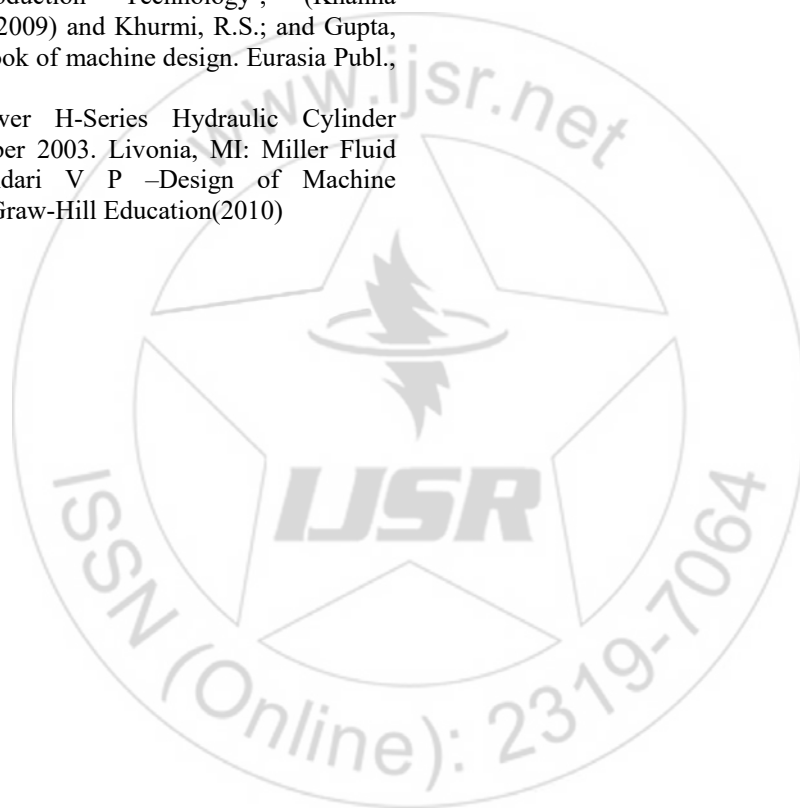 oduction Technology", (Khanna
2009) and Khurmi, R.S.; and Gupta,
ook of machine design. Eurasia Publ.,
wer H-Series Hydraulic Cylinder
ber 2003. Livonia, MI: Miller Fluid
dari V P –Design of Machine
Graw-Hill Education(2010)
www.ijsr.net
IJSR
ISSN (Online): 2319-7064